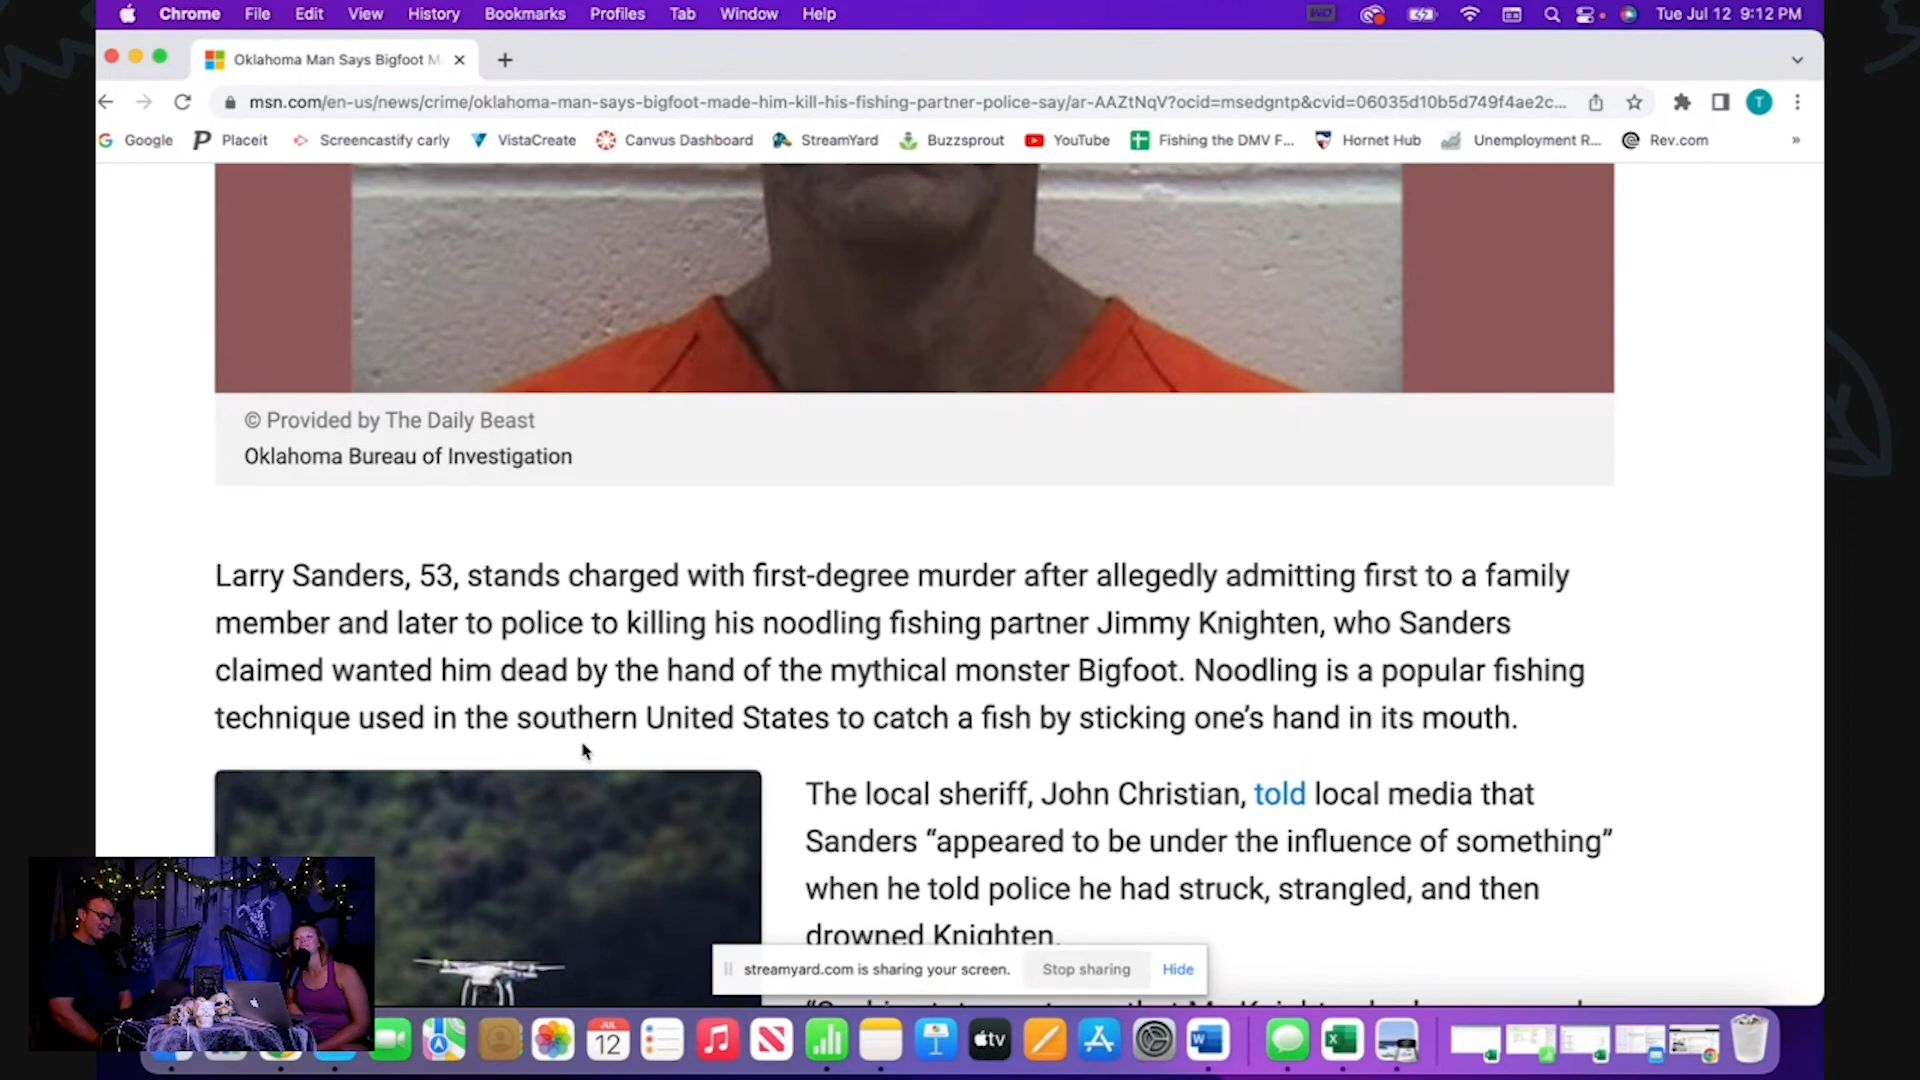 Chrome File Edit View History Bookmarks Profiles Tab Window Help Tue Jul 12 9:12 PM
Oklahoma Man Says Bigfoot M
msn.com/en-us/news/crime/oklahoma-man-says-bigfoot-made-him-kill-his-fishing-partner-police-say/ar-AAZtNqV?ocid=msedgntp&cvid=06035d10b5d749f4ae2c... T
Google Placeit Screencastify carly VistaCreate Canvus Dashboard StreamYard Buzzsprout YouTube Fishing the DMV F... Hornet Hub Unemployment R... Rev.com »
© Provided by The Daily Beast
Oklahoma Bureau of Investigation
Larry Sanders, 53, stands charged with first-degree murder after allegedly admitting first to a family
member and later to police to killing his noodling fishing partner Jimmy Knighten, who Sanders
claimed wanted him dead by the hand of the mythical monster Bigfoot. Noodling is a popular fishing
technique used in the southern United States to catch a fish by sticking one’s hand in its mouth.
The local sheriff, John Christian, told local media that
Sanders “appeared to be under the influence of something”
when he told police he had struck, strangled, and then
drowned Knighten.
streamyard.com is sharing your screen. Stop sharing Hide
JUL
12
tv